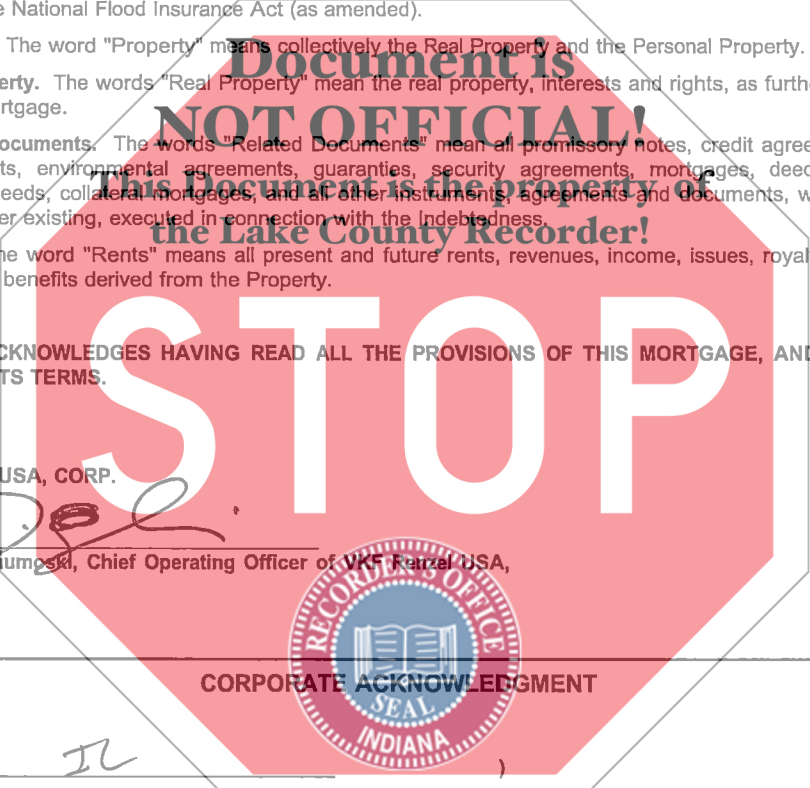 e National Flood Insurance Act (as amended).
The word "Property" means collectively the Real Property and the Personal Property.
Document is
erty. The words "Real Property" mean the real property, interests and rights, as furthe
rtgage.
NOT OFFICIAL!
ocuments. The words "Related Documents" mean all promissory notes, credit agree
ts, environmental agreements, guaranties, security agreements, mortgages, deed
This Document is the property of
eeds, collateral mortgages, and all other instruments, agreements and documents, w
er existing, executed in connection with the Indebtedness.
the Lake County Recorder!
he word "Rents" means all present and future rents, revenues, income, issues, royal
benefits derived from the Property.
STOP
CKNOWLEDGES HAVING READ ALL THE PROVISIONS OF THIS MORTGAGE, AND
TS TERMS.
USA, CORP.
umoski, Chief Operating Officer of VKF Renzel USA,
RECORDER'S OFFICE
SEAL
INDIANA
CORPORATE ACKNOWLEDGMENT
IL
)